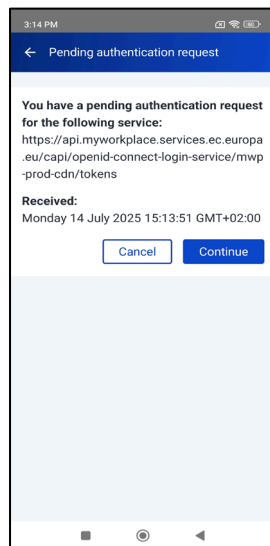 3:14 PM
Pending authentication request
You have a pending authentication request
for the following service:
https://api.myworkplace.services.ec.europa
.eu/capi/openid-connect-login-service/mwp
-prod-cdn/tokens
Received:
Monday 14 July 2025 15:13:51 GMT+02:00
Cancel
Continue